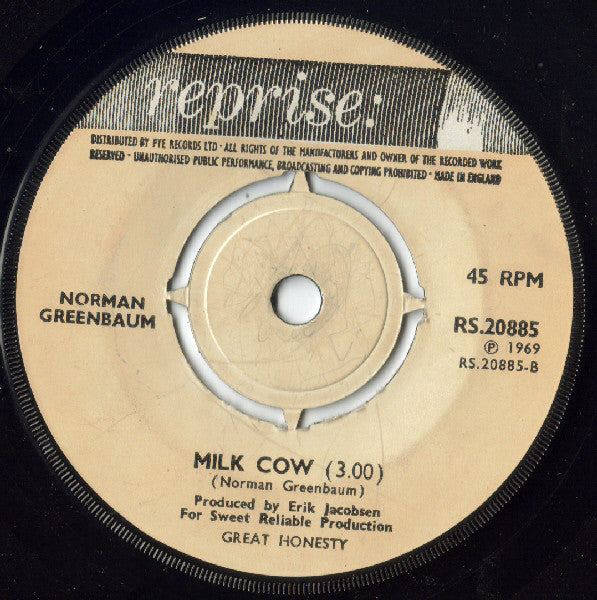 reprise:
DISTRIBUTED BY PYE RECORDS LTD · ALL RIGHTS OF THE MANUFACTURERS AND OWNER OF THE RECORDED WORK
RESERVED · UNAUTHORISED PUBLIC PERFORMANCE, BROADCASTING AND COPYING PROHIBITED · MADE IN ENGLAND
NORMAN
GREENBAUM
45 RPM
RS.20885
Ⓟ 1969
RS.20885-B
MILK COW (3.00)
(Norman Greenbaum)
Produced by Erik Jacobsen
For Sweet Reliable Production
GREAT HONESTY